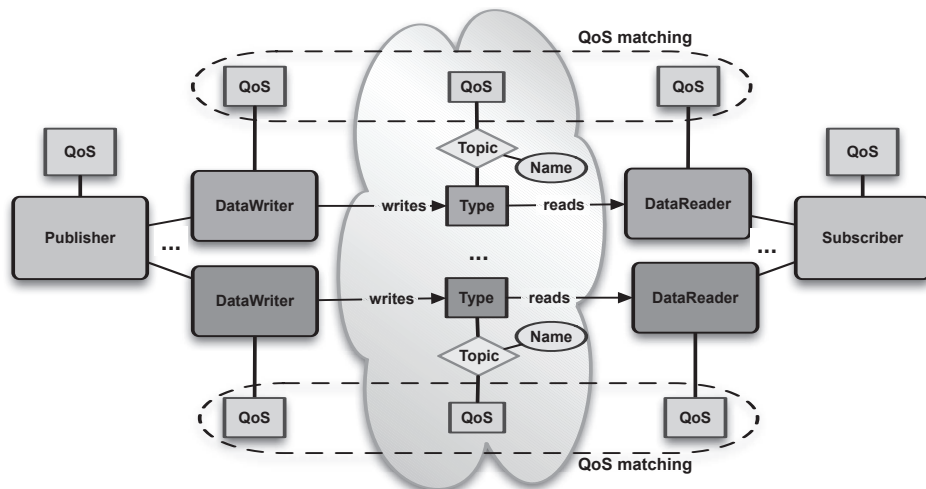 QoS matching
QoS
QoS
QoS
QoS
QoS
Topic
Name
DataWriter
writes
Type
reads
DataReader
Publisher
...
...
Subscriber
...
DataWriter
writes
Type
reads
DataReader
Name
Topic
QoS
QoS
QoS
QoS matching